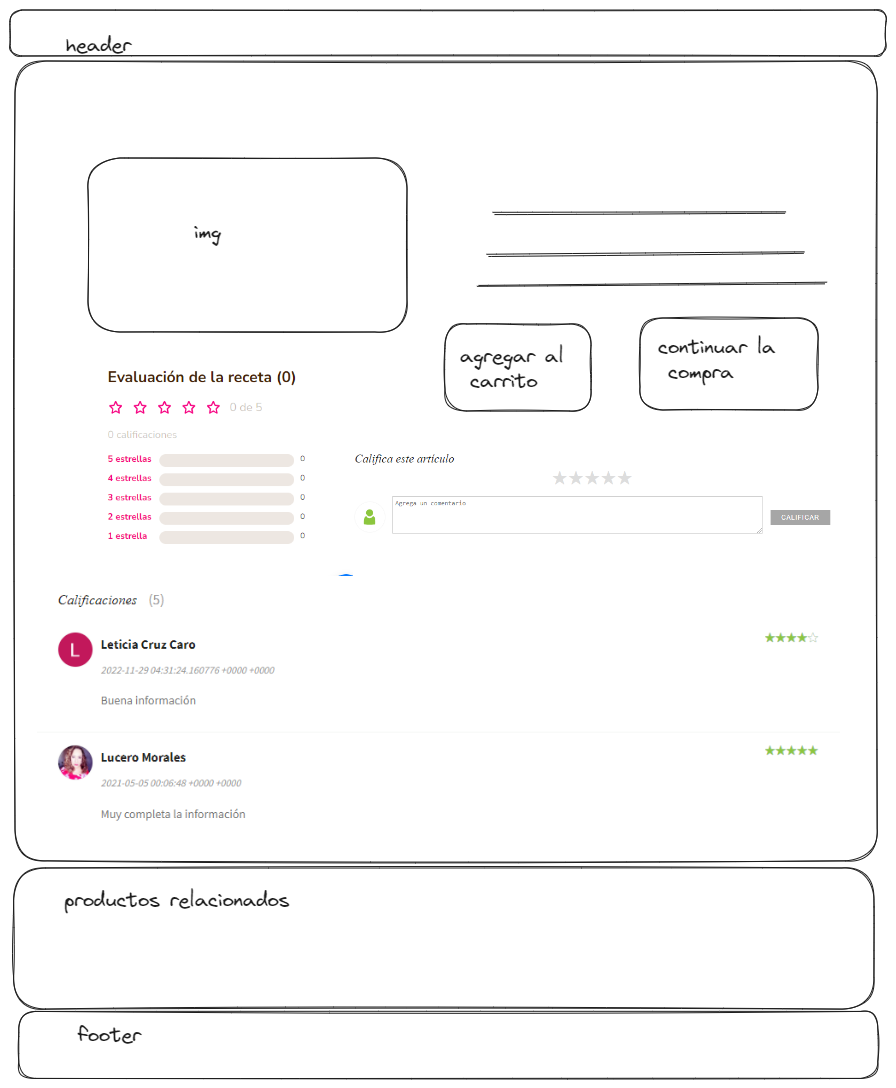 header
img
agregar al
carrito
continuar la
compra
Evaluación de la receta (0)
0 de 5
0 calificaciones
5 estrellas 0
4 estrellas 0
3 estrellas 0
2 estrellas 0
1 estrella 0
Califica este artículo
Agrega un comentario
CALIFICAR
Calificaciones (5)
L
Leticia Cruz Caro
2022-11-29 04:31:24.160776 +0000 +0000
Buena información
Lucero Morales
2021-05-05 00:06:48 +0000 +0000
Muy completa la información
productos relacionados
footer